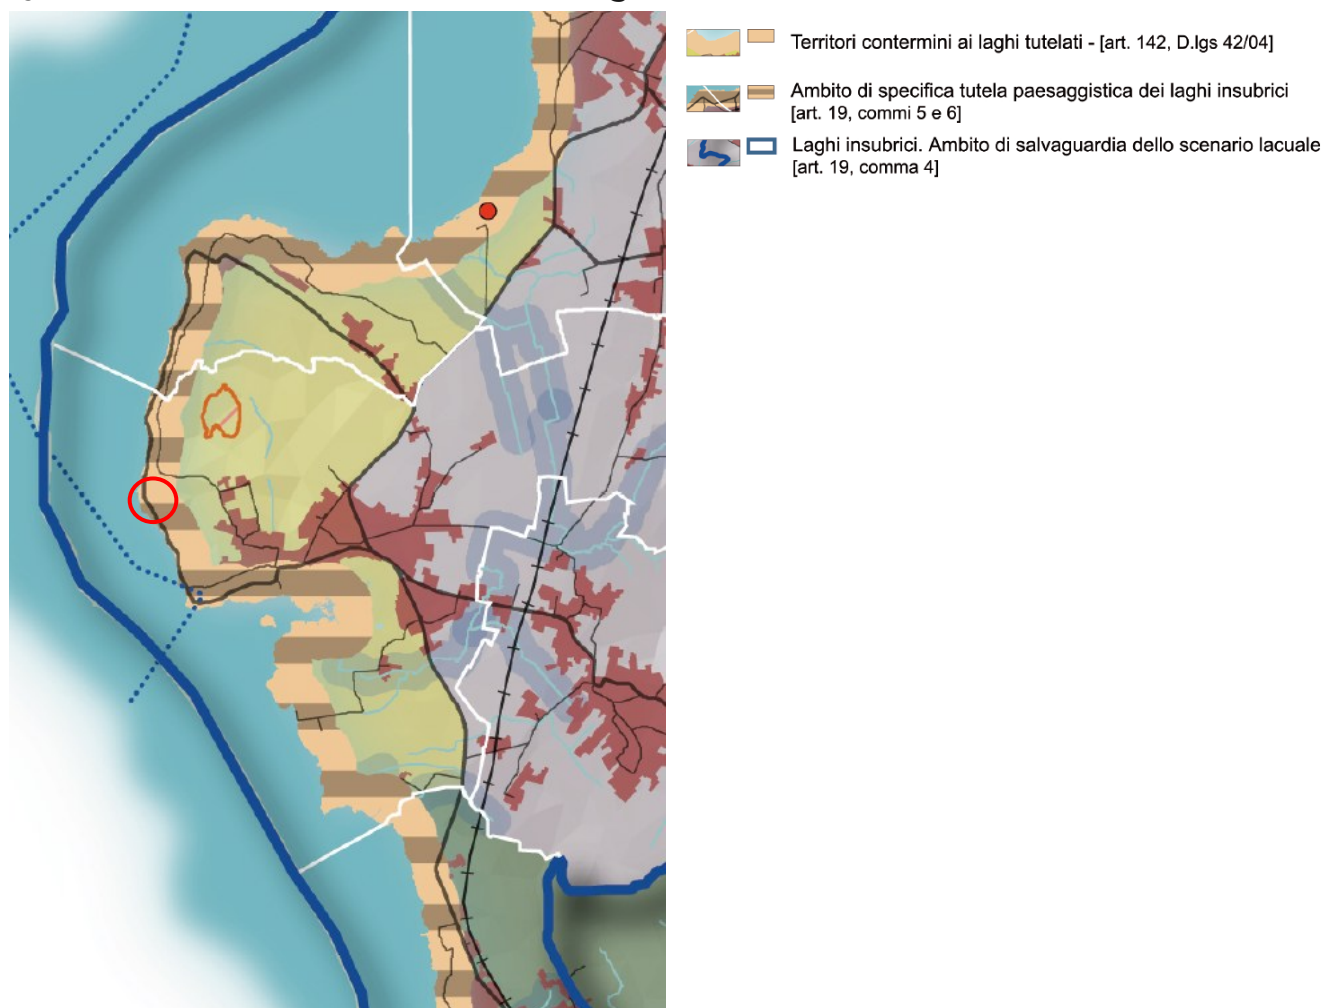 Territori contermini ai laghi tutelati - [art. 142, D.lgs 42/04]
Ambito di specifica tutela paesaggistica dei laghi insubrici
[art. 19, commi 5 e 6]
Laghi insubrici. Ambito di salvaguardia dello scenario lacuale
[art. 19, comma 4]